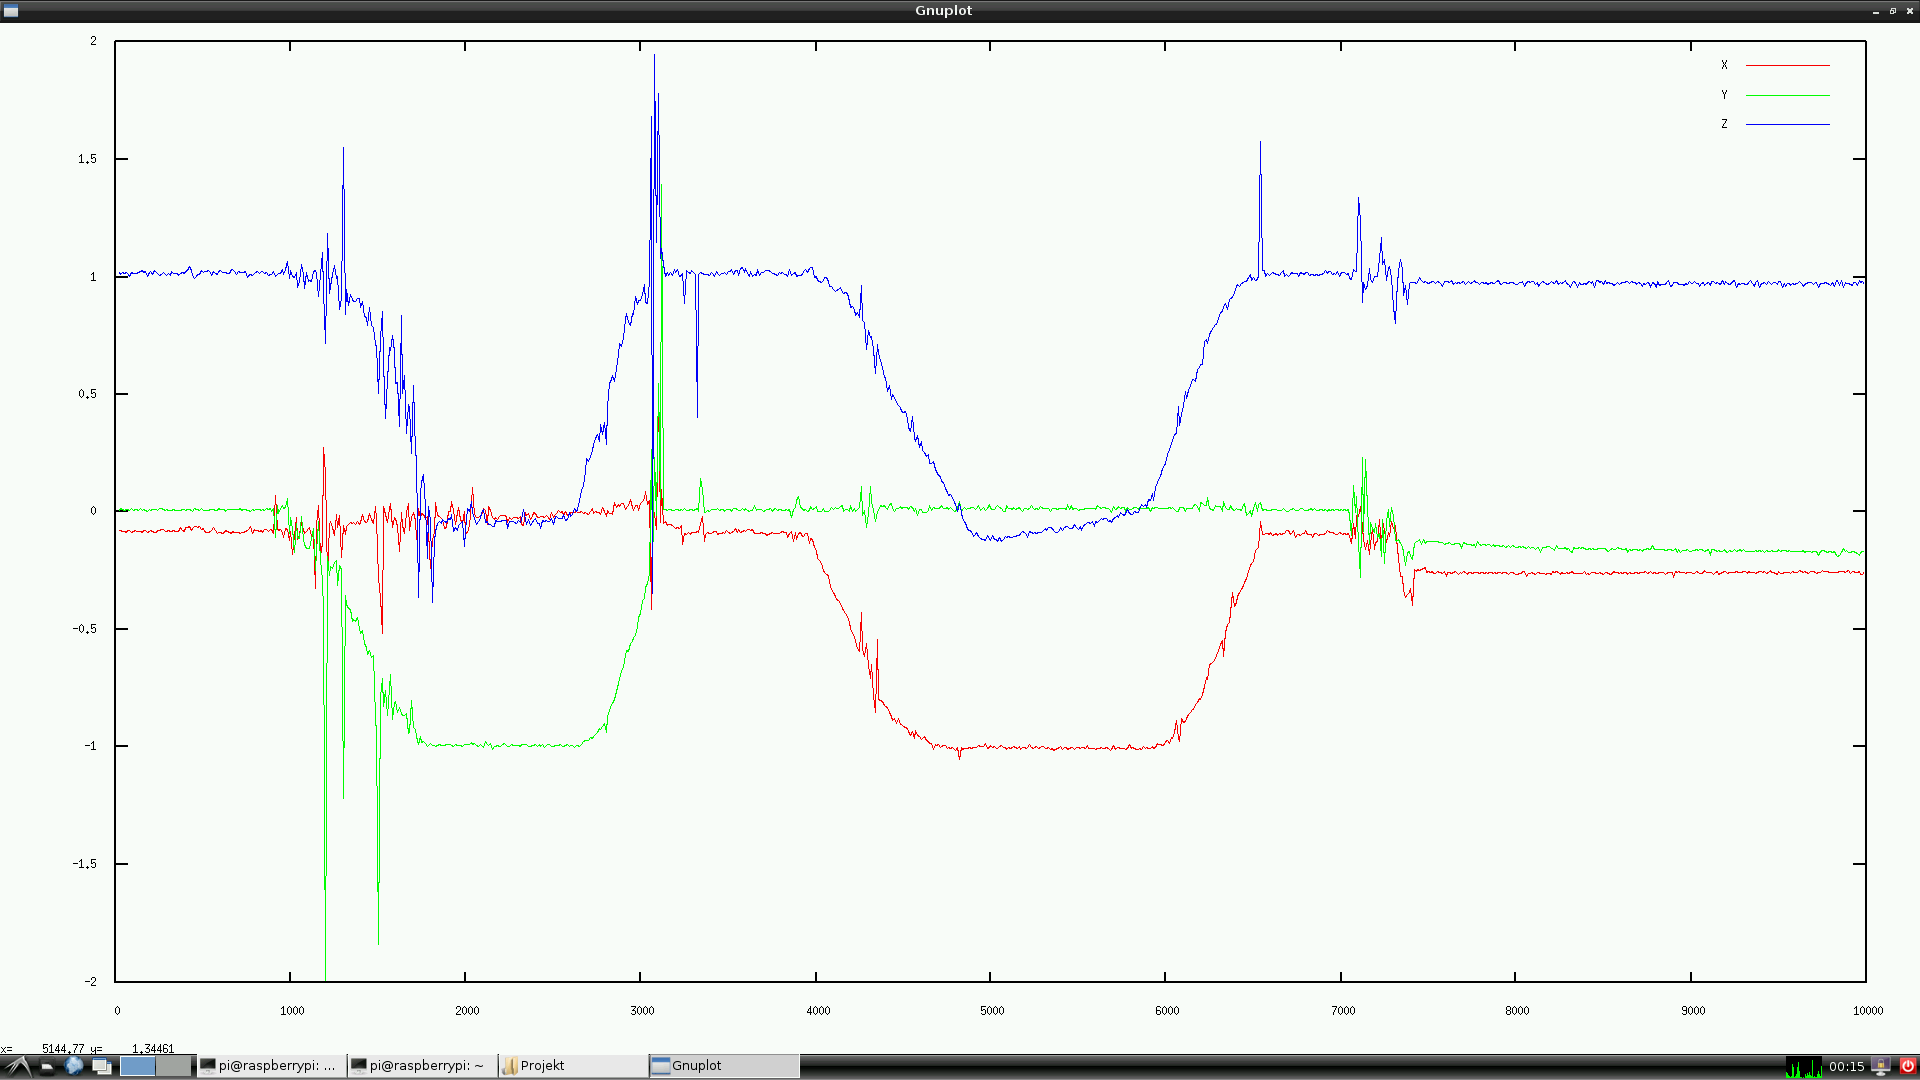 Gnuplot
2
1.5
1
0.5
0
-0.5
-1
-1.5
-2
X
Y
Z
0 1000 2000 3000 4000 5000 6000 7000 8000 9000 10000
x= 5144.77 y= 1.34461
pi@raspberrypi: ... pi@raspberrypi: ~ Projekt Gnuplot 00:15